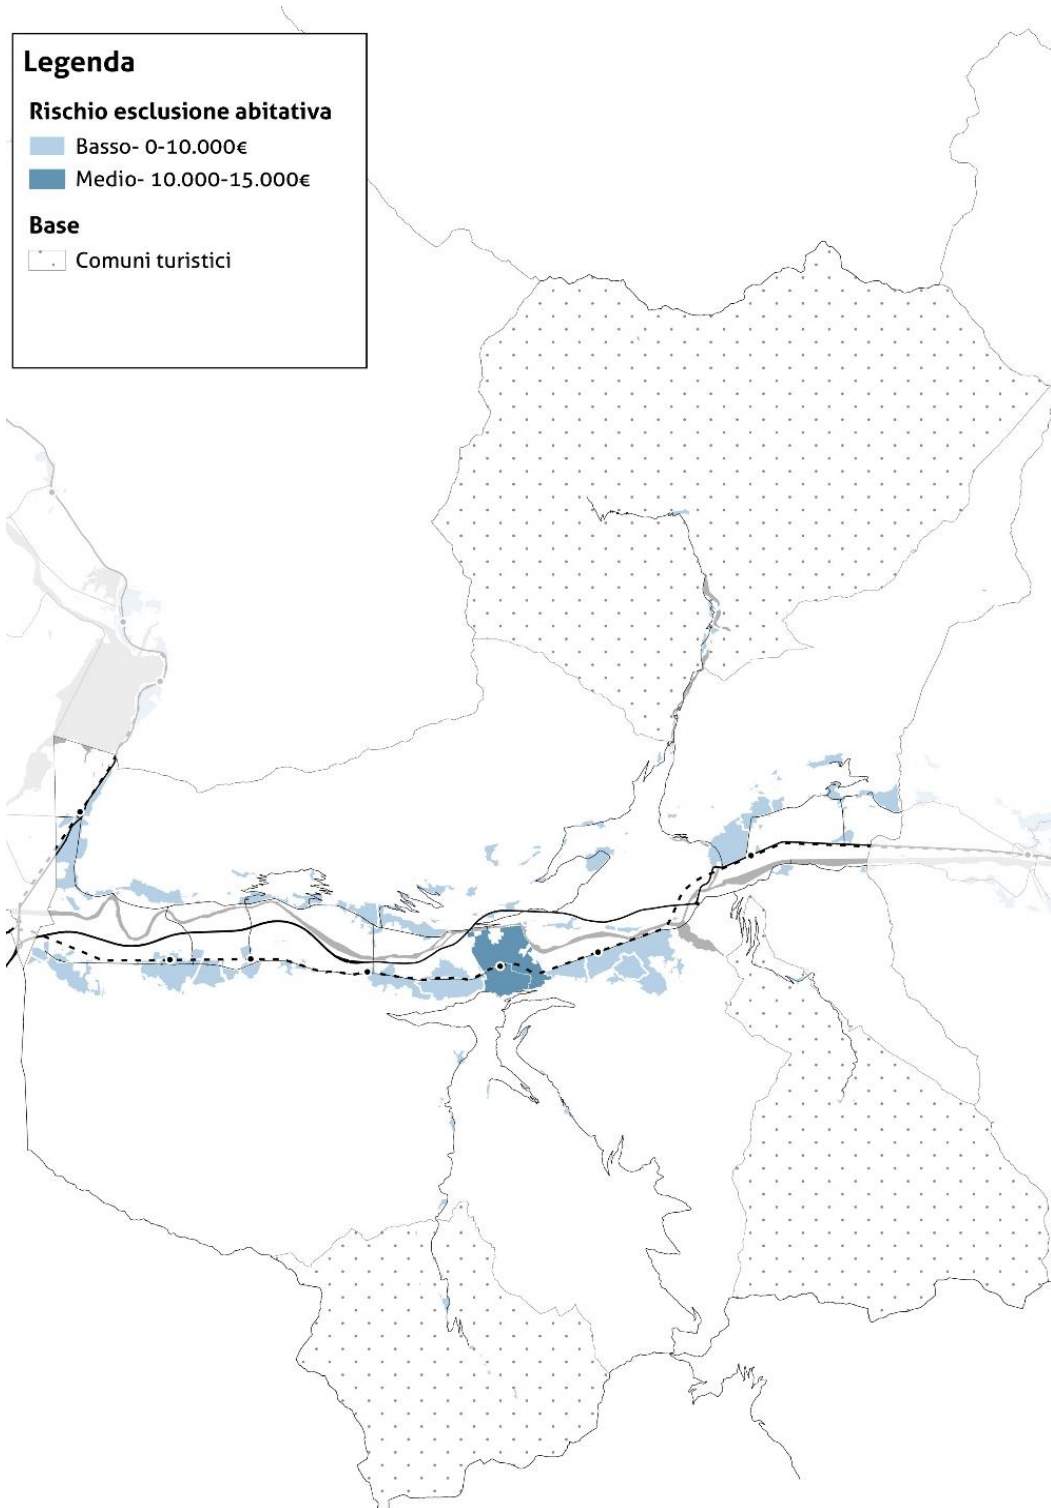 Legenda
Rischio esclusione abitativa
Basso- 0-10.000€
Medio- 10.000-15.000€
Base
Comuni turistici